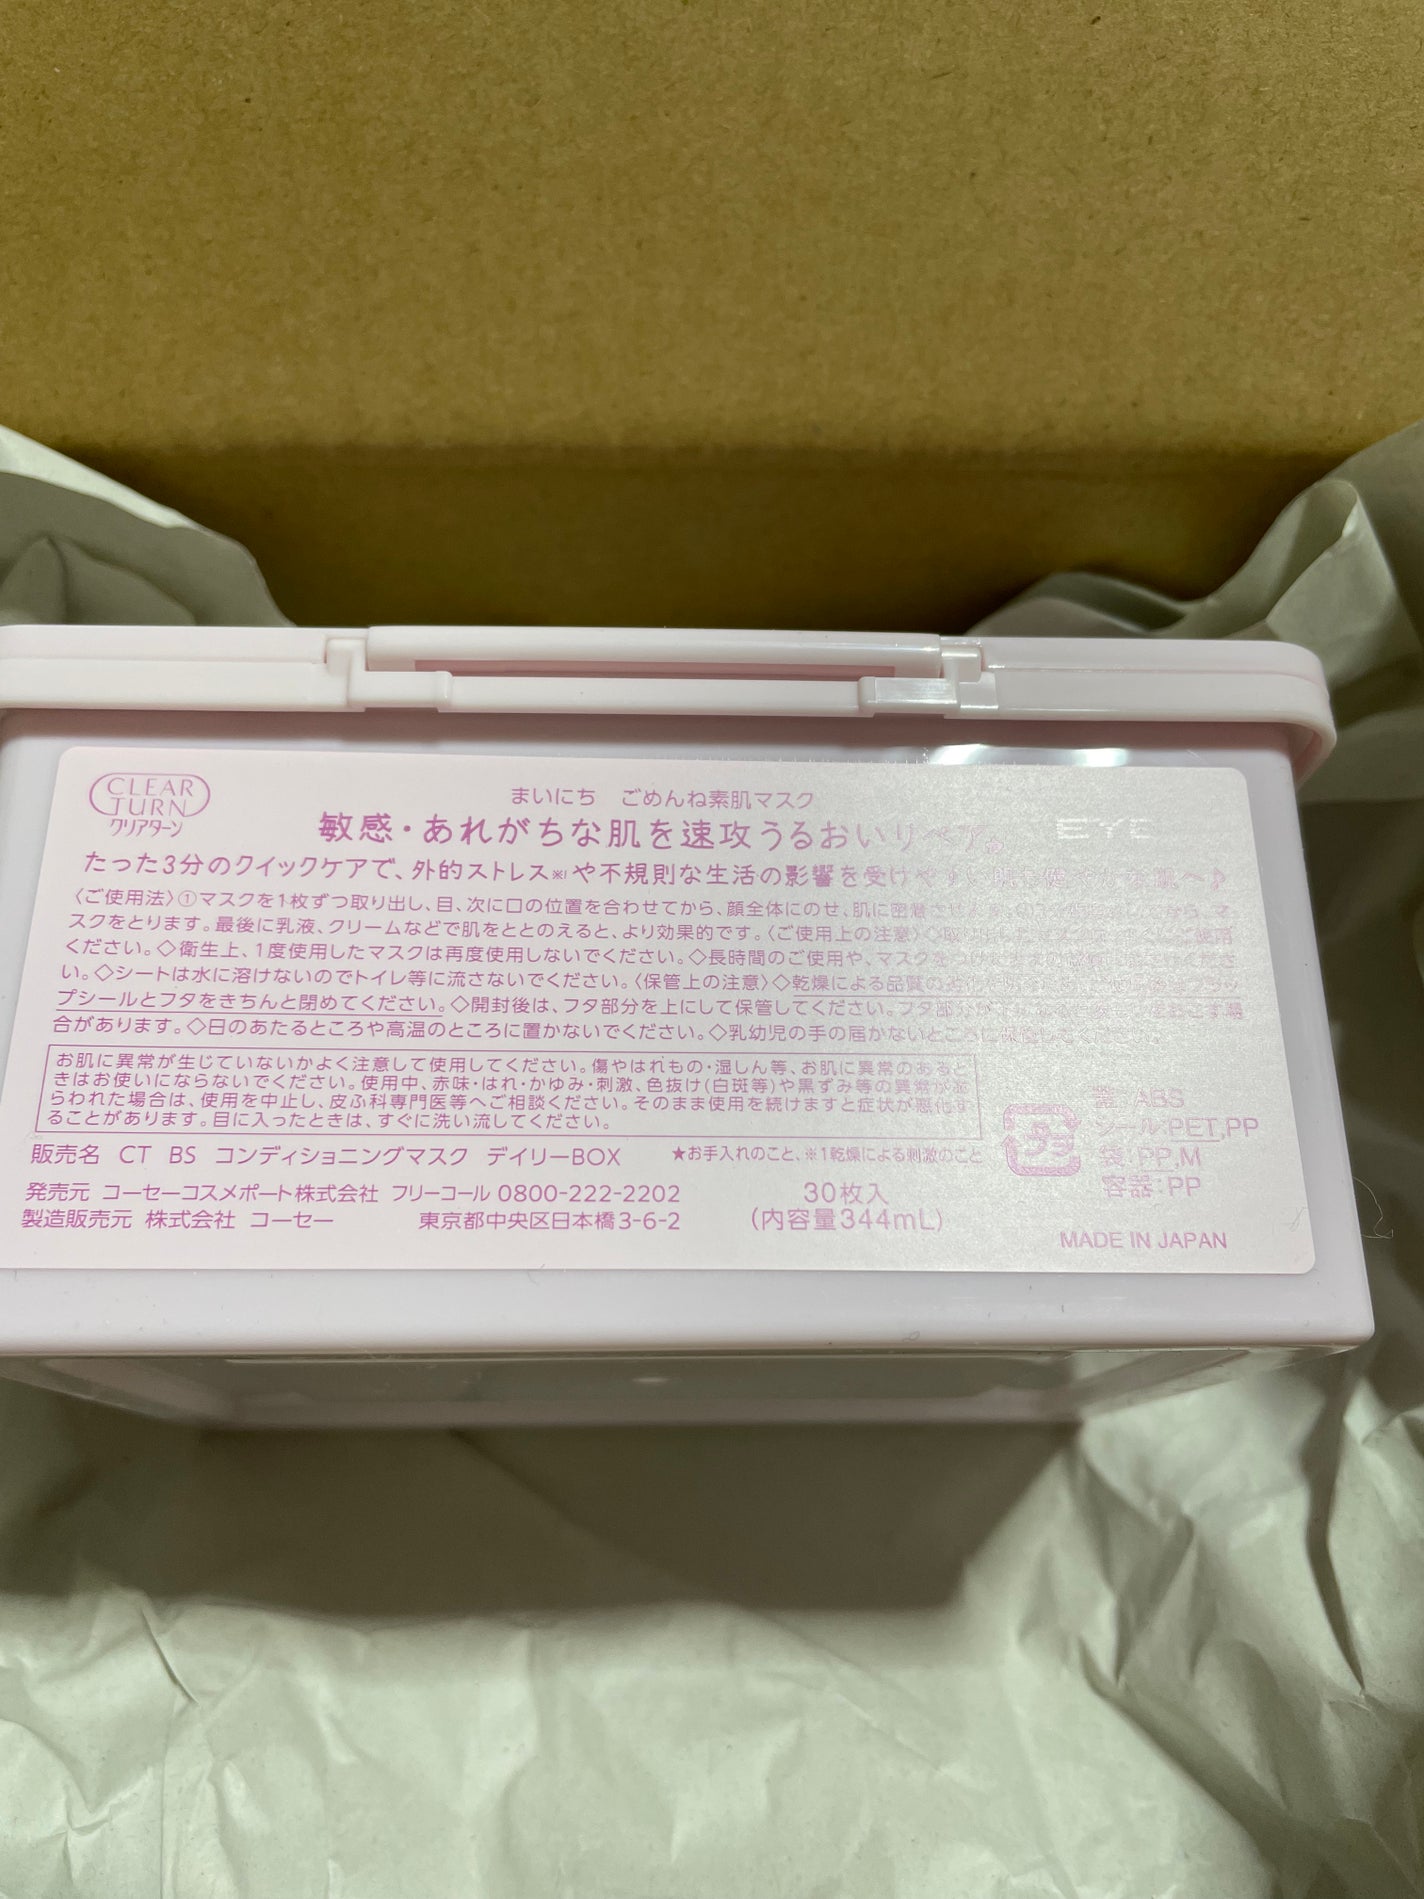 CLEAR
TURN
クリアターン
まいにち ごめんね素肌マスク
敏感・あれがちな肌を速攻うるおいリペア。
たった3分のクイックケアで、外的ストレス※1や不規則な生活の影響を受けやす
〈ご使用法〉①マスクを1枚ずつ取り出し、目、次に口の位置を合わせてから、顔全体にのせ、肌に密着
スクをとります。最後に乳液、クリームなどで肌をととのえると、より効果的です。〈ご使用上の注意〉◇取り出し
ください。◇衛生上、1度使用したマスクは再度使用しないでください。◇長時間のご使用や、マスクを
い。◇シートは水に溶けないのでトイレ等に流さないでください。〈保管上の注意〉◇乾燥による品質の
プシールとフタをきちんと閉めてください。◇開封後は、フタ部分を上にして保管してください。フタ部分が
合があります。◇日のあたるところや高温のところに置かないでください。◇乳幼児の手の届かないところに保管してください。
お肌に異常が生じていないかよく注意して使用してください。傷やはれもの・湿しん等、お肌に異常のあると
きはお使いにならないでください。使用中、赤味・はれ・かゆみ・刺激、色抜け(白斑等)や黒ずみ等の異常があ
らわれた場合は、使用を中止し、皮ふ科専門医等へご相談ください。そのまま使用を続けますと症状が悪化す
ることがあります。目に入ったときは、すぐに洗い流してください。
販売名 CT BS コンディショニングマスク デイリーBOX ★お手入れのこと、※1乾燥による刺激のこと
発売元 コーセーコスメポート株式会社 フリーコール 0800-222-2202
製造販売元 株式会社 コーセー 東京都中央区日本橋3-6-2
30枚入
(内容量344mL)
プラ
蓋:ABS
シール:PET,PP
袋:PP,M
容器:PP
MADE IN JAPAN